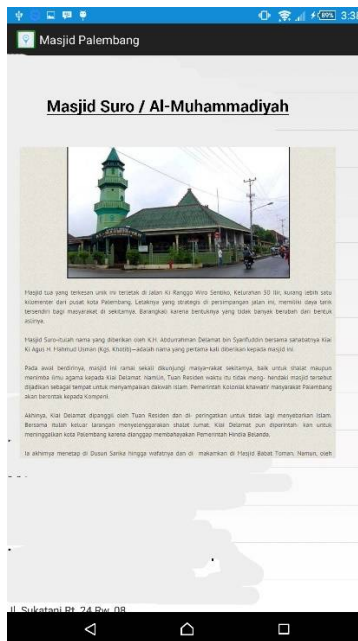 89% 3:3
Masjid Palembang
Masjid Suro / Al-Muhammadiyah
Masjid tua yang terkesan unik ini terletak di Jalan Ki Ranggo Wiro Sentiko, Kelurahan 30 Ilir, kurang lebih satu
kilometer dari pusat kota Palembang. Letaknya yang strategis di persimpangan jalan ini, memiliki daya tarik
tersendiri bagi masyarakat di sekitarnya. Barangkali karena bentuknya yang tidak banyak berubah dari bentuk
aslinya.
Masjid Suro-itulah nama yang diberikan oleh K.H. Abdurrahman Delamat bin Syarifuddin bersama sahabatnya Kiai
Ki Agus H. Mahmud Usman (Kgs. Khotib)—adalah nama yang pertama kali diberikan kepada masjid ini.
Pada awal berdirinya, masjid ini ramai sekali dikunjungi masya-rakat sekitarnya, baik untuk shalat maupun
menimba ilmu agama kepada Kiai Delamat. Namun, Tuan Residen waktu itu tidak meng- hendaki masjid tersebut
dijadikan sebagai tempat untuk menyampaikan dakwah Islam. Pemerintah Kolonial khawatir masyarakat Palembang
akan berontak kepada Kompeni.
Akhirnya, Kiai Delamat dipanggil oleh Tuan Residen dan di- peringatkan untuk tidak lagi menyebarkan Islam.
Bersama itulah keluar larangan menyelenggarakan shalat Jumat. Kiai Delamat pun diperintah- kan untuk
meninggalkan kota Palembang karena dianggap membahayakan Pemerintah Hindia Belanda.
Ia akhirnya menetap di Dusun Sarika hingga wafatnya dan di makamkan di Masjid Babat Toman. Namun, oleh
Jl. Sukatani Rt. 24 Rw. 08